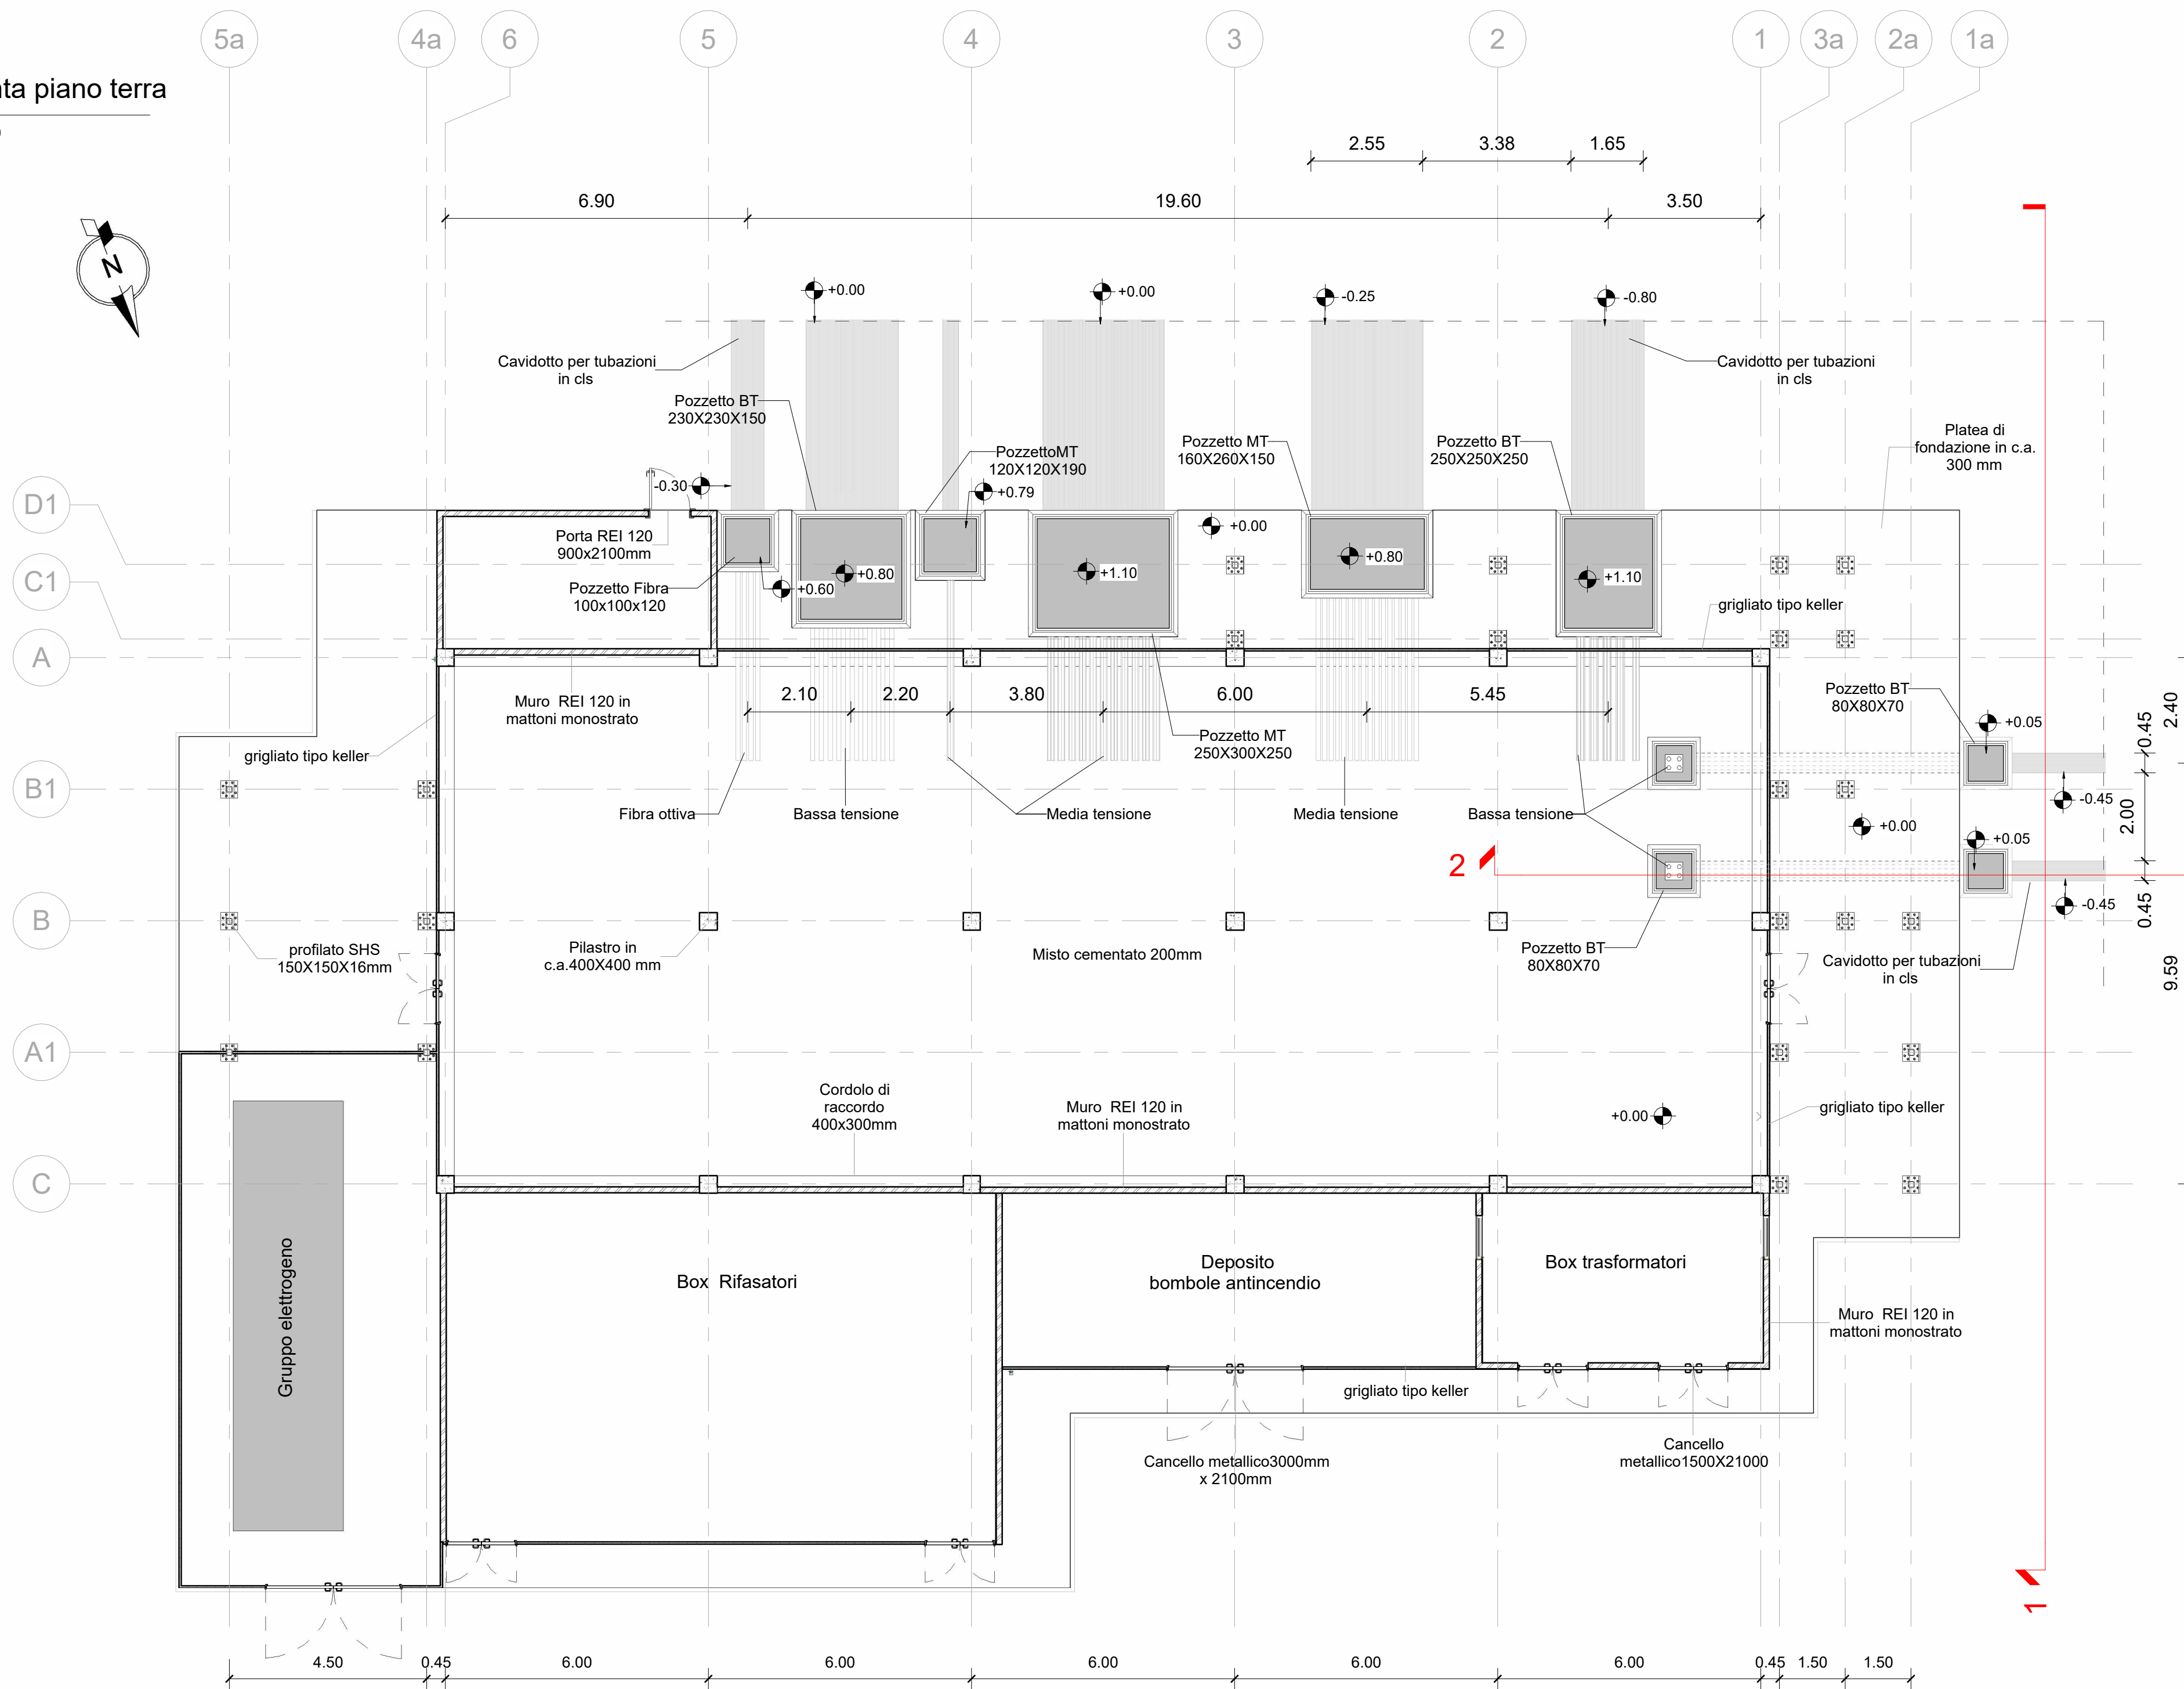 5a
4a
6
5
4
3
2
1
3a
2a
1a
ta piano terra
2.55
3.38
1.65
6.90
19.60
3.50
N
+0.00
+0.00
-0.25
-0.80
Cavidotto per tubazioni
in cls
Cavidotto per tubazioni
in cls
Pozzetto BT
230X230X150
PozzettoMT
120X120X190
Pozzetto MT
160X260X150
Pozzetto BT
250X250X250
Platea di
fondazione in c.a.
300 mm
D1
-0.30
+0.79
Porta REI 120
900x2100mm
+0.00
C1
Pozzetto Fibra
100x100x120
+0.60
+0.80
+1.10
+0.80
+1.10
grigliato tipo keller
A
Muro REI 120 in
mattoni monostrato
2.10
2.20
3.80
6.00
5.45
Pozzetto BT
80X80X70
+0.05
0.45
2.40
grigliato tipo keller
Pozzetto MT
250X300X250
B1
-0.45
Fibra ottiva
Bassa tensione
Media tensione
Media tensione
Bassa tensione
+0.00
2.00
+0.05
2
B
-0.45
0.45
profilato SHS
150X150X16mm
Pilastro in
c.a.400X400 mm
Misto cementato 200mm
Pozzetto BT
80X80X70
Cavidotto per tubazioni
in cls
9.59
A1
Cordolo di
raccordo
400x300mm
Muro REI 120 in
mattoni monostrato
+0.00
grigliato tipo keller
C
Gruppo elettrogeno
Box Rifasatori
Deposito
bombole antincendio
Box trasformatori
Muro REI 120 in
mattoni monostrato
grigliato tipo keller
Cancello metallico3000mm
x 2100mm
Cancello
metallico1500X21000
1
4.50
0.45
6.00
6.00
6.00
6.00
6.00
0.45
1.50
1.50